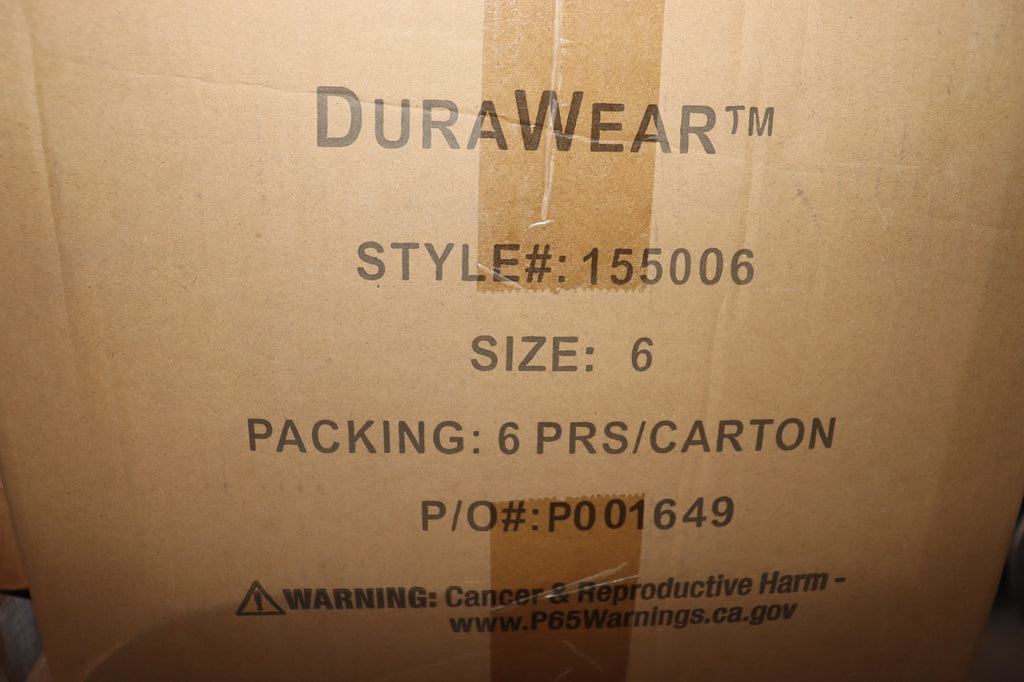 DURAWEAR™
STYLE#: 155006
SIZE: 6
PACKING: 6 PRS/CARTON
P/O#: P001649
⚠WARNING: Cancer & Reproductive Harm -
www.P65Warnings.ca.gov